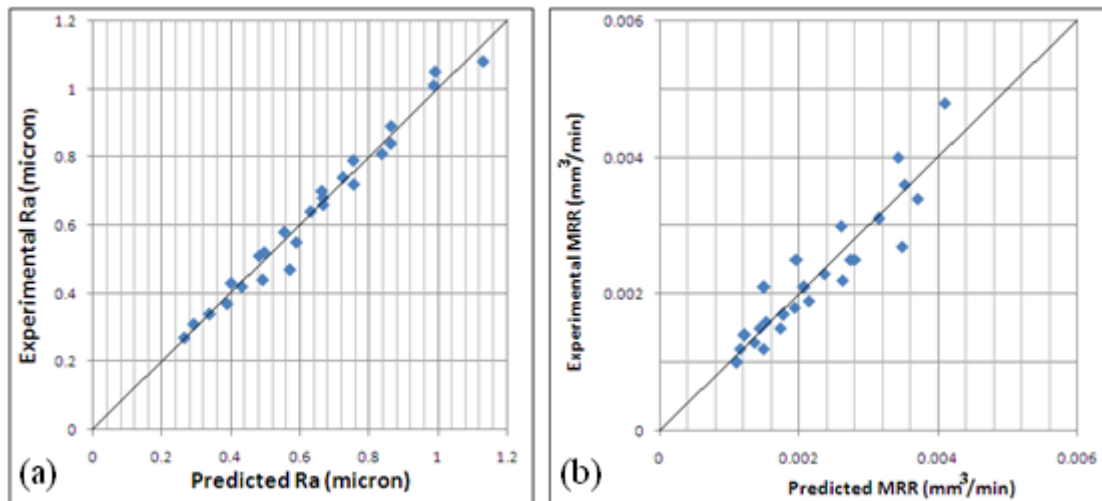 1.2
1
0.8
0.6
0.4
0.2
0
Experimental Ra (micron)
0 0.2 0.4 0.6 0.8 1 1.2
Predicted Ra (micron)
(a)
0.006
0.004
0.002
0
Experimental MRR (mm³/min)
0 0.002 0.004 0.006
Predicted MRR (mm³/min)
(b)